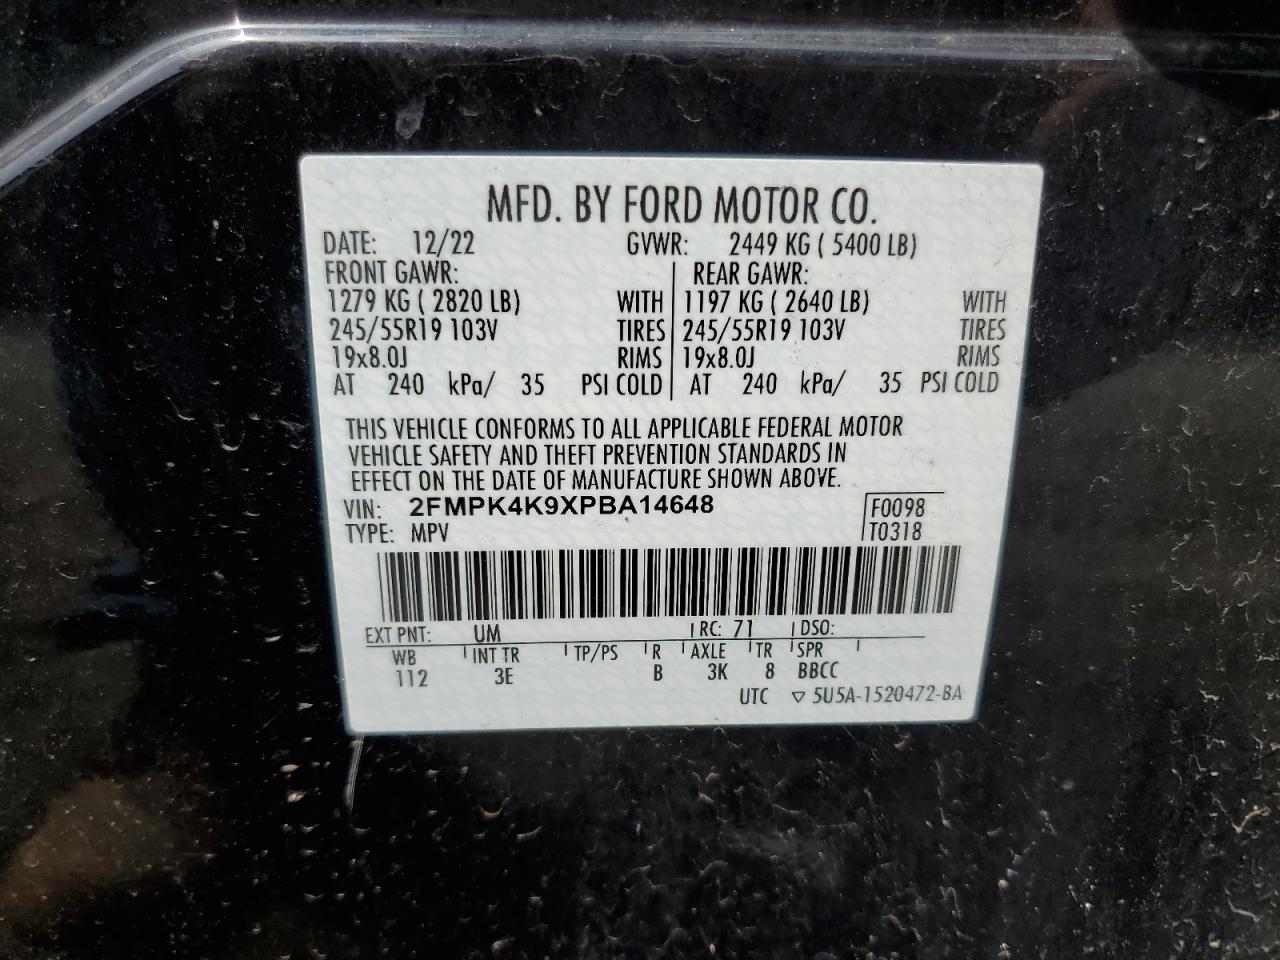 MFD. BY FORD MOTOR CO.
DATE: 12/22 GVWR: 2449 KG ( 5400 LB)
FRONT GAWR: REAR GAWR:
1279 KG ( 2820 LB) WITH 1197 KG ( 2640 LB) WITH
245/55R19 103V TIRES 245/55R19 103V TIRES
19x8.0J RIMS 19x8.0J RIMS
AT 240 kPa/ 35 PSI COLD AT 240 kPa/ 35 PSI COLD
THIS VEHICLE CONFORMS TO ALL APPLICABLE FEDERAL MOTOR
VEHICLE SAFETY AND THEFT PREVENTION STANDARDS IN
EFFECT ON THE DATE OF MANUFACTURE SHOWN ABOVE.
VIN: 2FMPK4K9XPBA14648 F0098
TYPE: MPV T0318
EXT PNT: UM RC: 71 DSO:
WB INT TR TP/PS R AXLE TR SPR
112 3E B 3K 8 BBCC
UTC ▽ 5U5A-1520472-BA